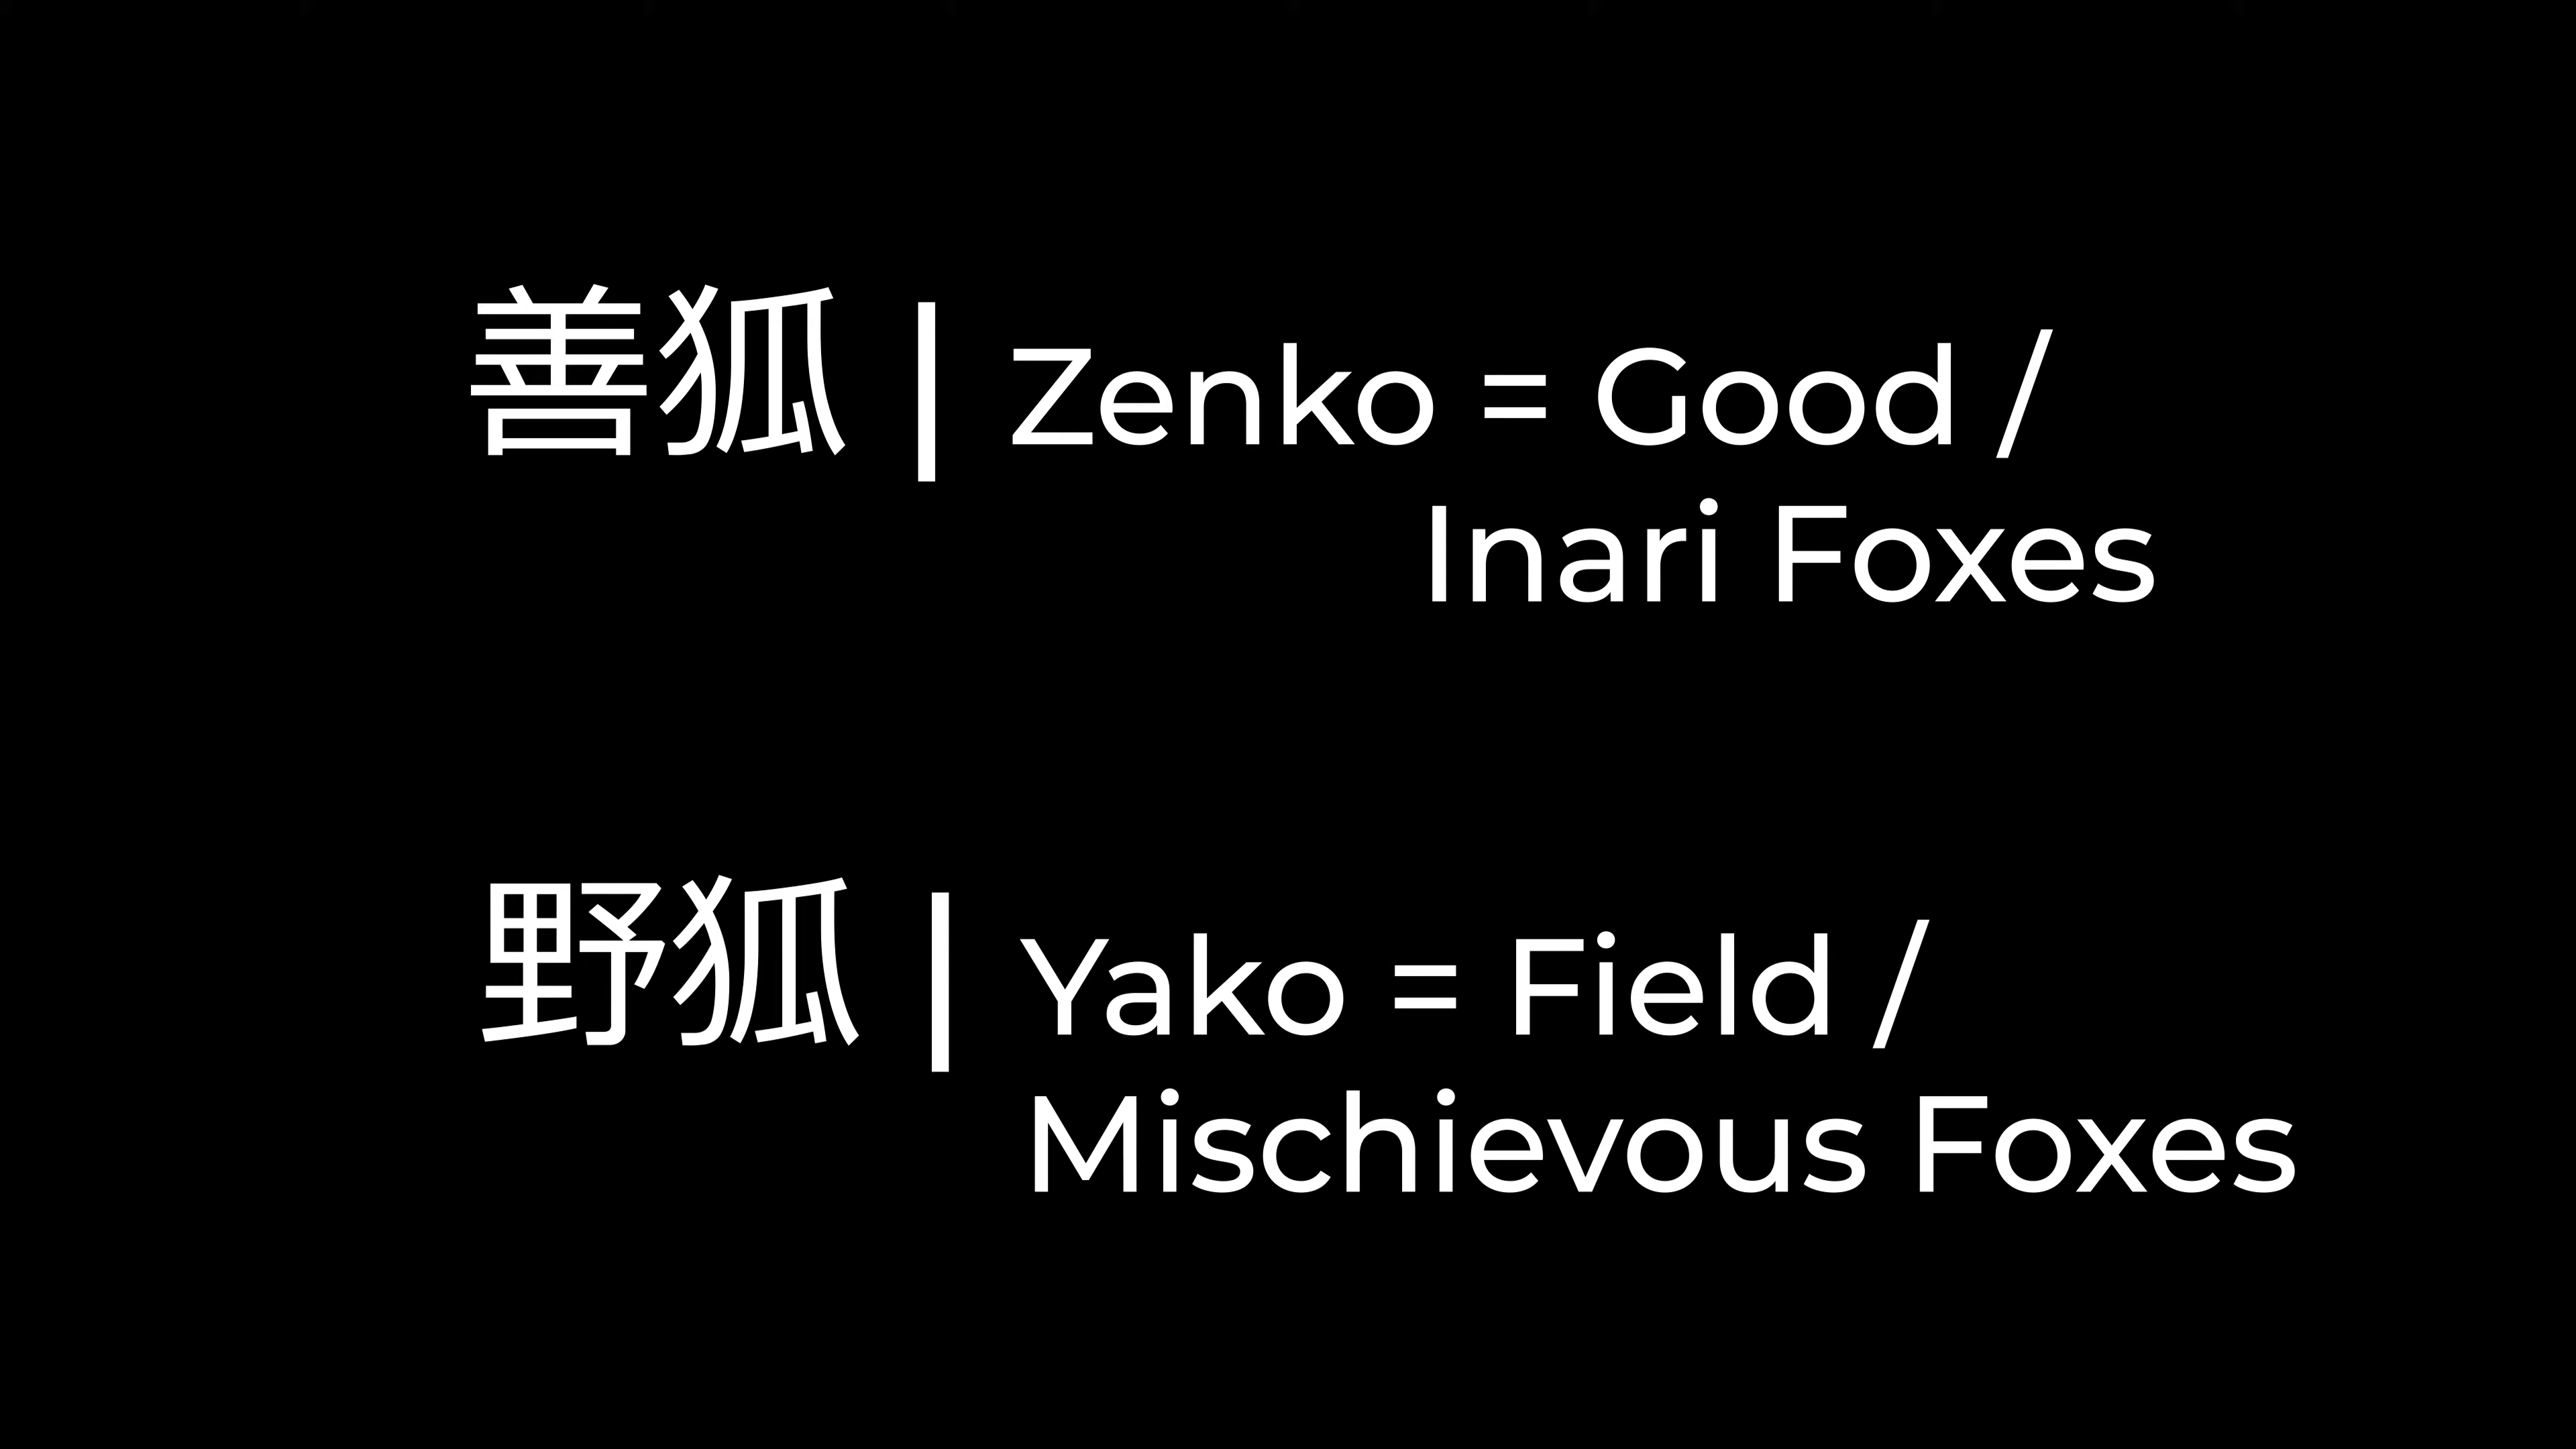 善狐 | Zenko = Good /
Inari Foxes
野狐 | Yako = Field /
Mischievous Foxes